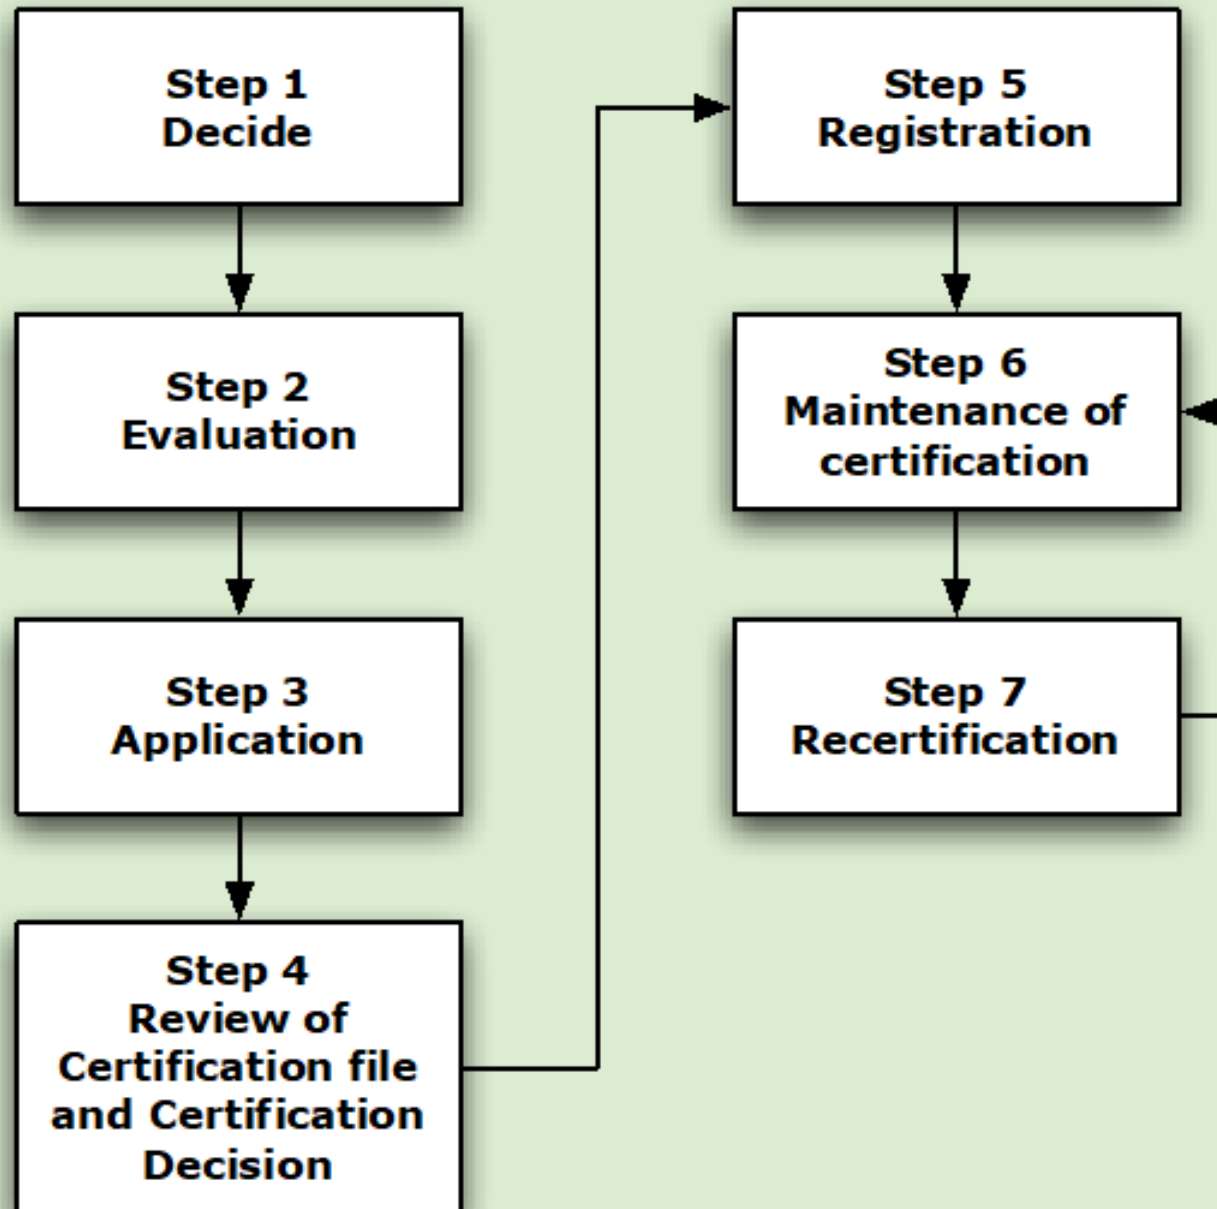 Step 1
Decide
Step 2
Evaluation
Step 3
Application
Step 4
Review of
Certification file
and Certification
Decision
Step 5
Registration
Step 6
Maintenance of
certification
Step 7
Recertification